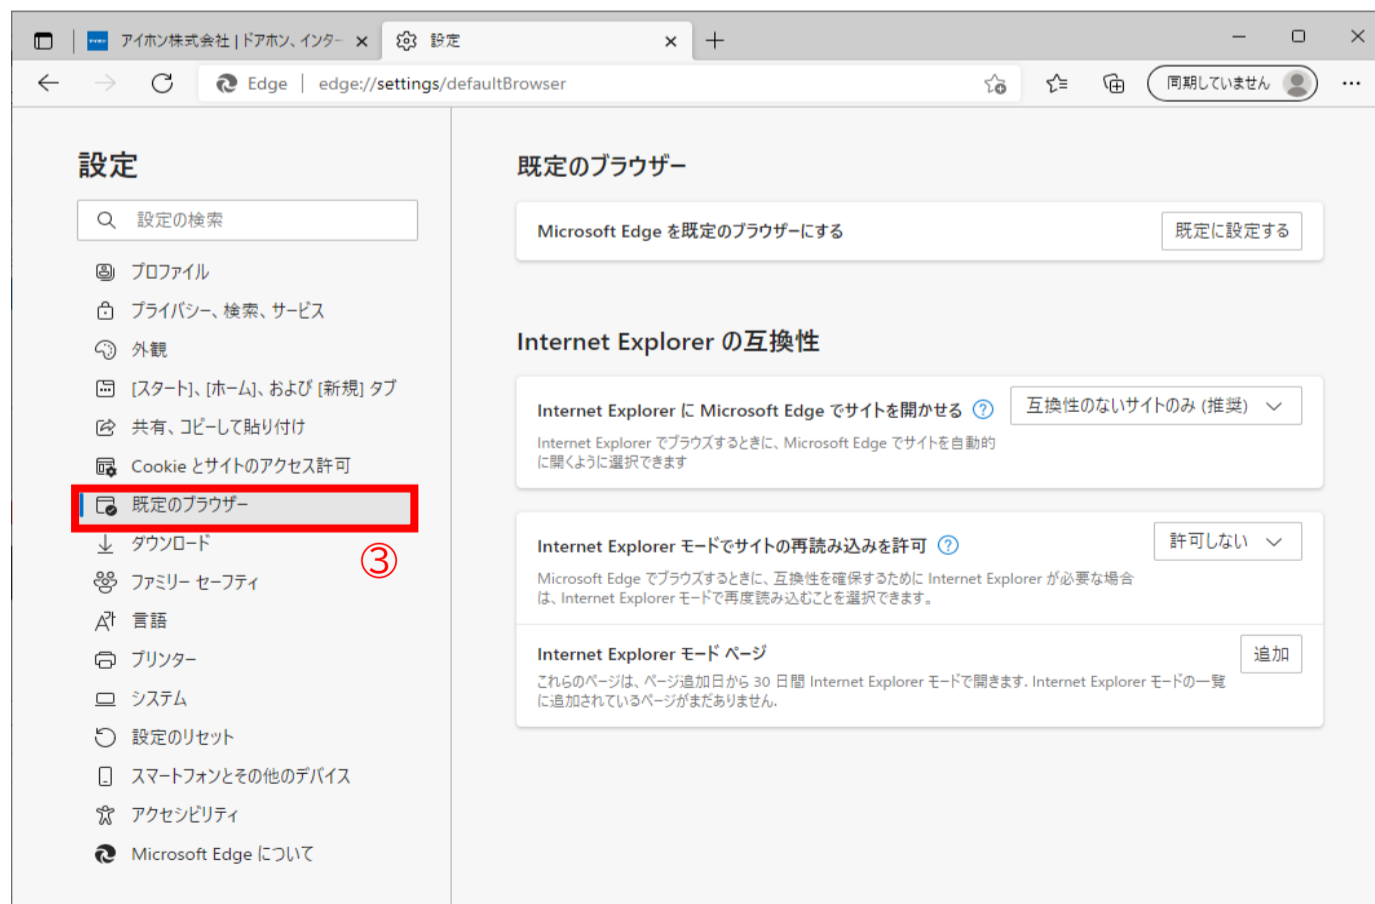 アイホン株式会社 | ドアホン、インター
設定
Edge | edge://settings/defaultBrowser
同期していません
設定
設定の検索
プロファイル
プライバシー、検索、サービス
外観
[スタート]、[ホーム]、および [新規] タブ
共有、コピーして貼り付け
Cookie とサイトのアクセス許可
既定のブラウザー
③
ダウンロード
ファミリー セーフティ
言語
プリンター
システム
設定のリセット
スマートフォンとその他のデバイス
アクセシビリティ
Microsoft Edge について
既定のブラウザー
Microsoft Edge を既定のブラウザーにする
既定に設定する
Internet Explorer の互換性
Internet Explorer に Microsoft Edge でサイトを開かせる
互換性のないサイトのみ (推奨)
Internet Explorer でブラウズするときに、Microsoft Edge でサイトを自動的
に開くように選択できます
Internet Explorer モードでサイトの再読み込みを許可
許可しない
Microsoft Edge でブラウズするときに、互換性を確保するために Internet Explorer が必要な場合
は、Internet Explorer モードで再度読み込むことを選択できます。
Internet Explorer モード ページ
追加
これらのページは、ページ追加日から 30 日間 Internet Explorer モードで開きます. Internet Explorer モードの一覧
に追加されているページがまだありません.